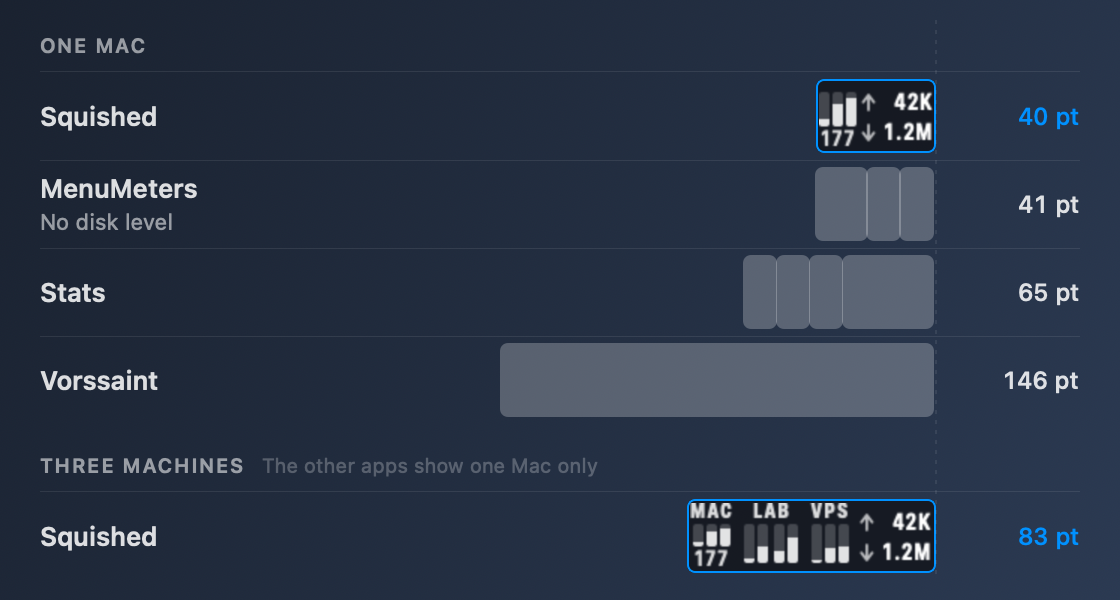 ONE MAC
Squished
↑ 42K
177 ↓ 1.2M
40 pt
MenuMeters
No disk level
41 pt
Stats
65 pt
Vorssaint
146 pt
THREE MACHINES The other apps show one Mac only
Squished
MAC LAB VPS
↑ 42K
177 ↓ 1.2M
83 pt